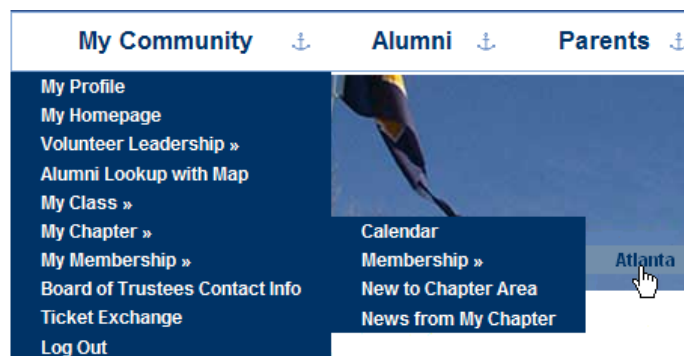 My Community Alumni Parents
My Profile
My Homepage
Volunteer Leadership »
Alumni Lookup with Map
My Class »
My Chapter »
My Membership »
Board of Trustees Contact Info
Ticket Exchange
Log Out
Calendar
Membership »
New to Chapter Area
News from My Chapter
Atlanta